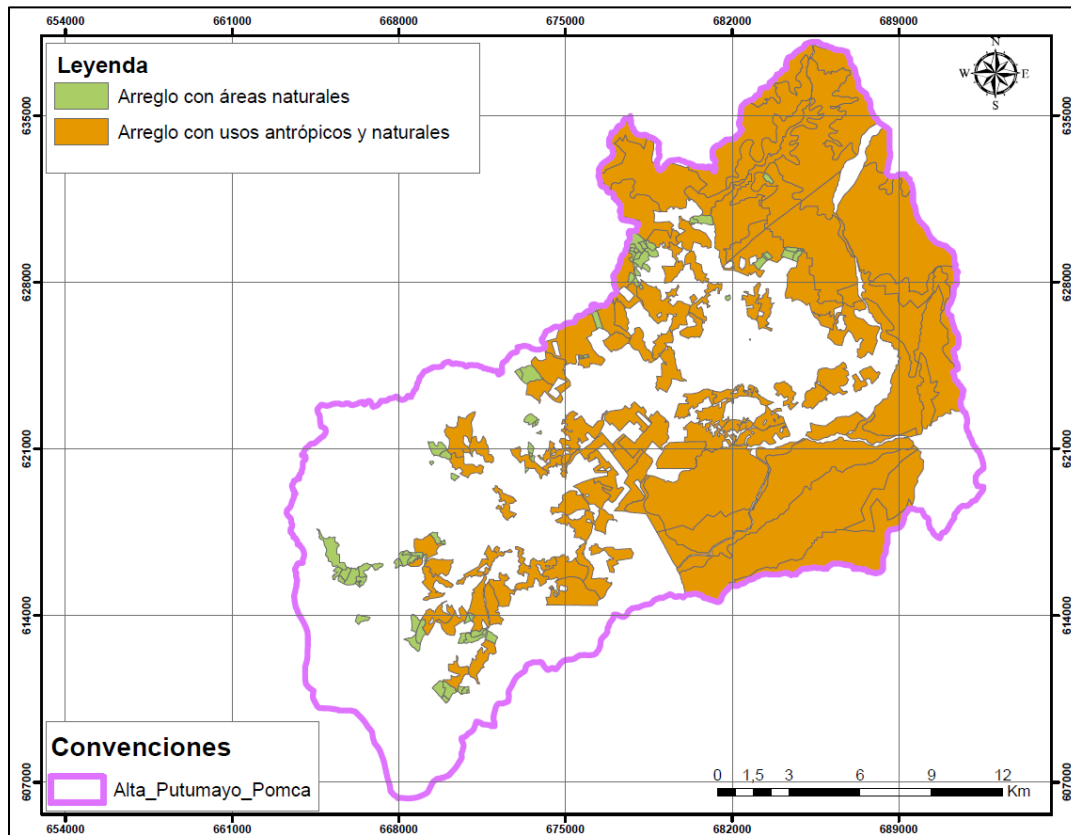 654000 661000 668000 675000 682000 689000
Leyenda
Arreglo con áreas naturales
Arreglo con usos antrópicos y naturales
N
W E
S
635000 635000
628000 628000
621000 621000
614000 614000
607000 607000
Convenciones
Alta_Putumayo_Pomca
0 1,5 3 6 9 12
Km
654000 661000 668000 675000 682000 689000